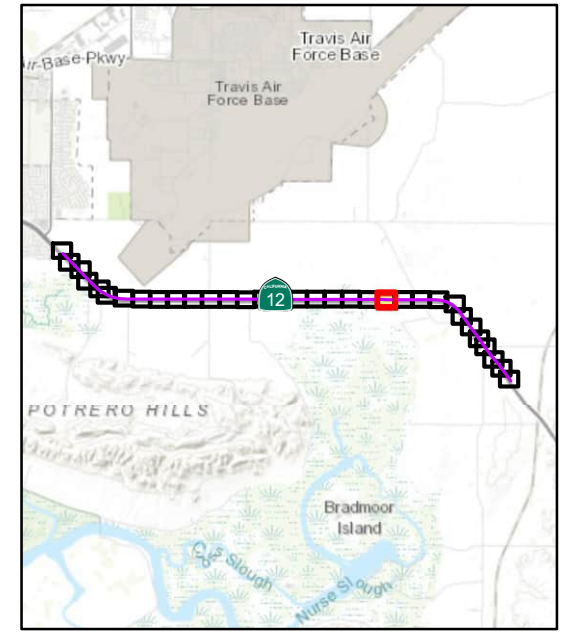 Travis Air
Force Base
Air-Base-Pkwy
Travis Air
Force Base
CALIFORNIA
12
POTRERO HILLS
Bradmoor
Island
Slough
Nurse Slough